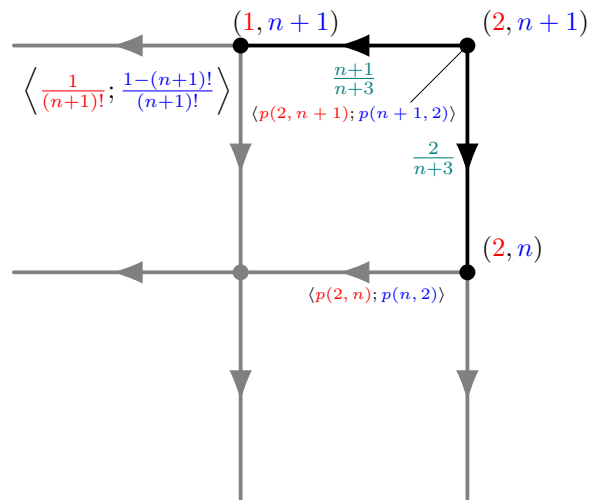 (1, n+1) (2, n+1)
⟨1/(n+1)!; 1−(n+1)!/(n+1)!⟩ n+1/n+3
⟨p(2, n+1); p(n+1, 2)⟩
2/n+3
(2, n)
⟨p(2, n); p(n, 2)⟩